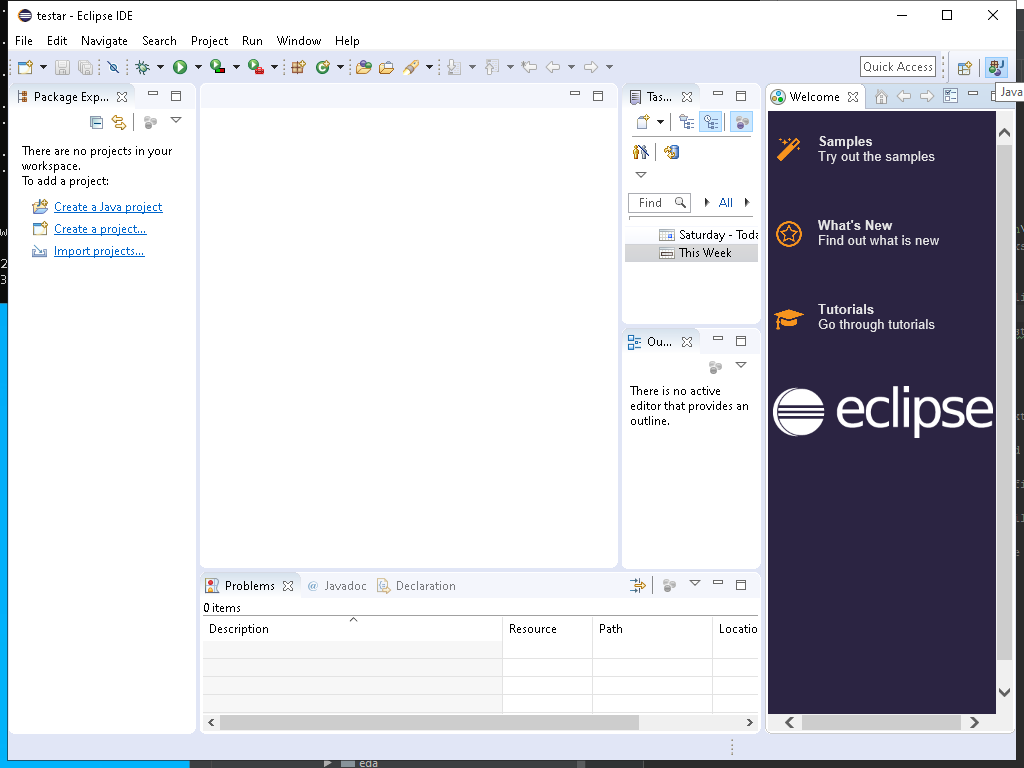 testar - Eclipse IDE
File Edit Navigate Search Project Run Window Help
Quick Access
Java
Package Exp...
There are no projects in your
workspace.
To add a project:
Create a Java project
Create a project...
Import projects...
Tas...
Find
All
Saturday - Toda
This Week
Ou...
There is no active
editor that provides an
outline.
Welcome
Samples
Try out the samples
What's New
Find out what is new
Tutorials
Go through tutorials
eclipse
Problems @ Javadoc Declaration
0 items
Description Resource Path Locatio
eda